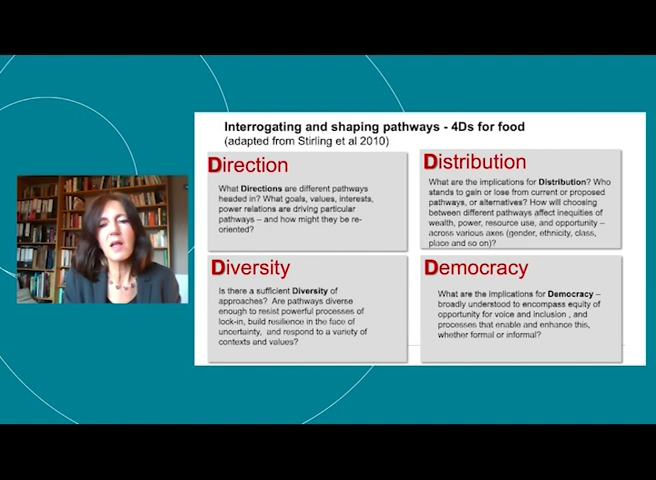 Interrogating and shaping pathways - 4Ds for food
(adapted from Stirling et al 2010)
Direction
What Directions are different pathways
headed in? What goals, values, interests,
power relations are driving particular
pathways – and how might they be re-
oriented?
Distribution
What are the implications for Distribution? Who
stands to gain or lose from current or proposed
pathways, or alternatives? How will choosing
between different pathways affect inequities of
wealth, power, resource use, and opportunity –
across various axes (gender, ethnicity, class,
place and so on)?
Diversity
Is there a sufficient Diversity of
approaches? Are pathways diverse
enough to resist powerful processes of
lock-in, build resilience in the face of
uncertainty, and respond to a variety of
contexts and values?
Democracy
What are the implications for Democracy –
broadly understood to encompass equity of
opportunity for voice and inclusion , and
processes that enable and enhance this,
whether formal or informal?